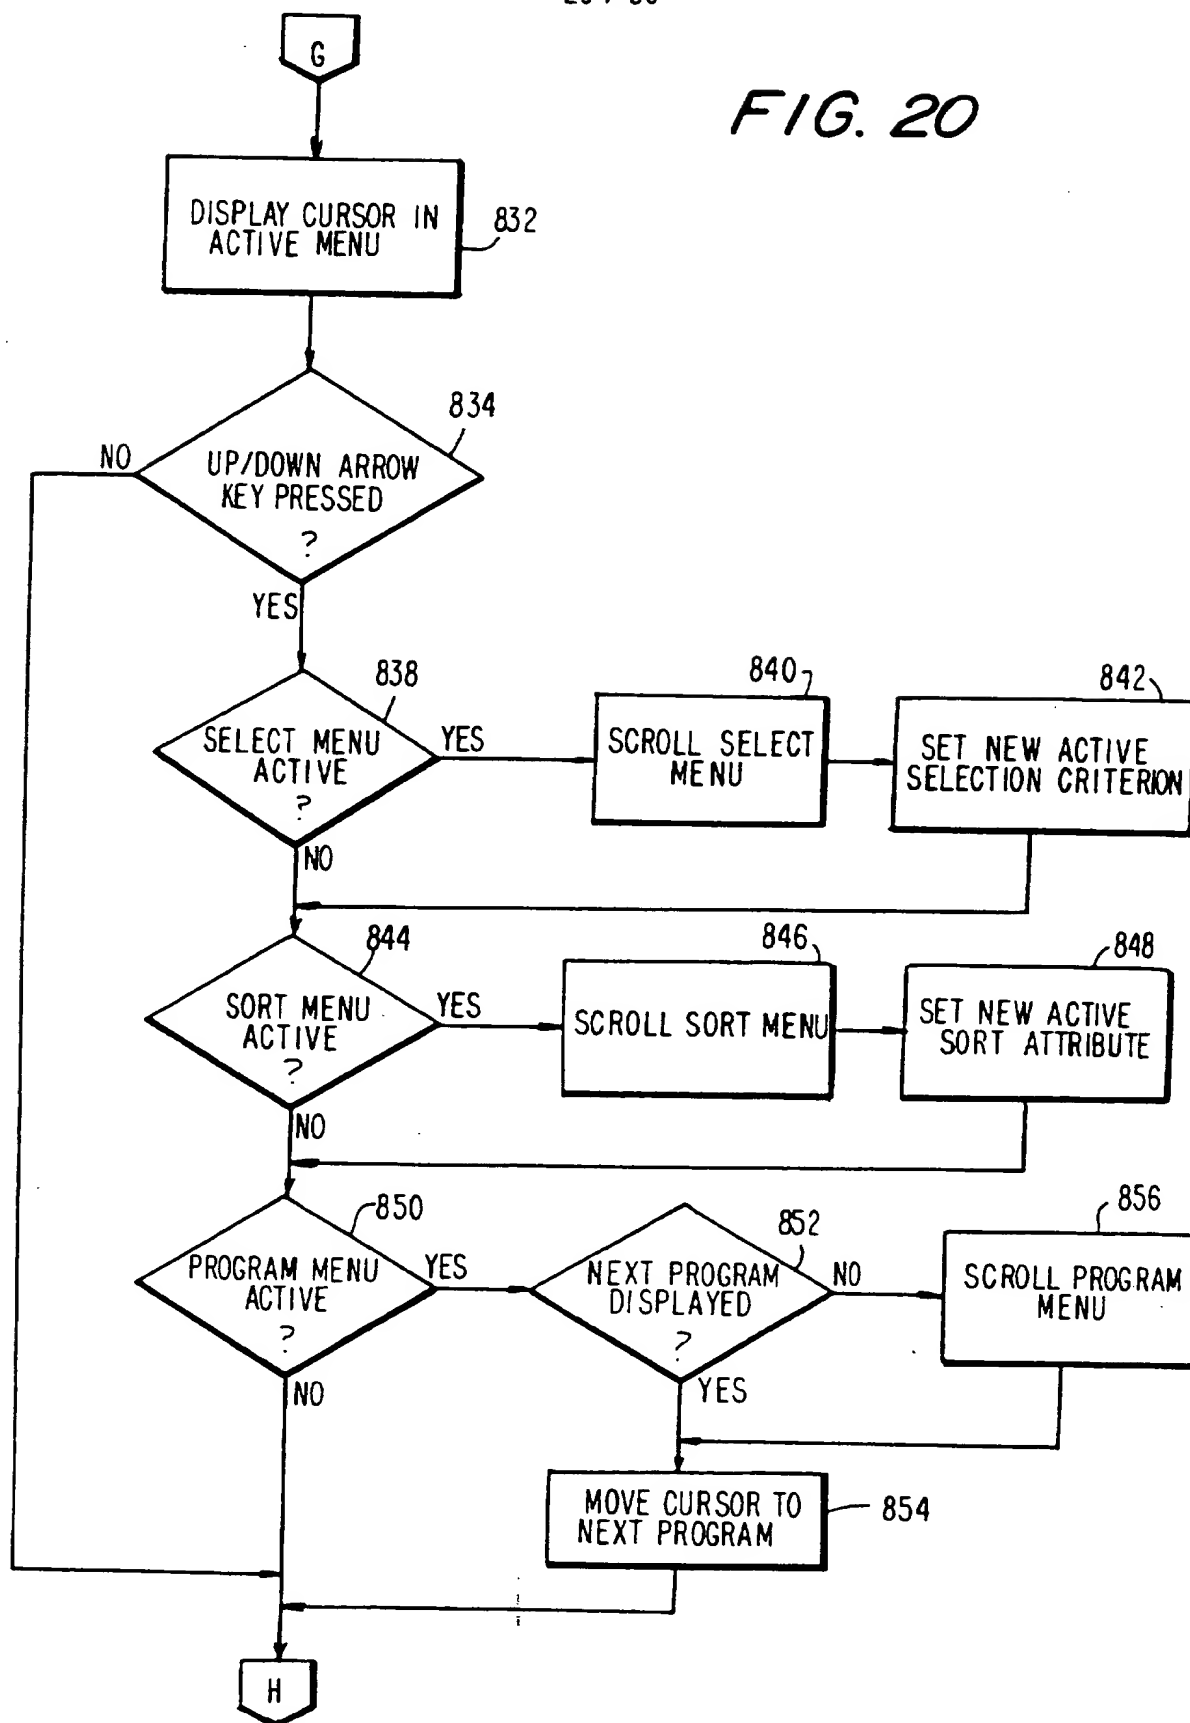 G
FIG. 20
DISPLAY CURSOR IN
ACTIVE MENU
832
834
NO
UP/DOWN ARROW
KEY PRESSED
?
YES
838
SELECT MENU
ACTIVE
?
YES
840
SCROLL SELECT
MENU
842
SET NEW ACTIVE
SELECTION CRITERION
NO
844
SORT MENU
ACTIVE
?
YES
846
SCROLL SORT MENU
848
SET NEW ACTIVE
SORT ATTRIBUTE
NO
850
PROGRAM MENU
ACTIVE
?
YES
852
NEXT PROGRAM
DISPLAYED
?
NO
856
SCROLL PROGRAM
MENU
NO
YES
MOVE CURSOR TO
NEXT PROGRAM
854
H